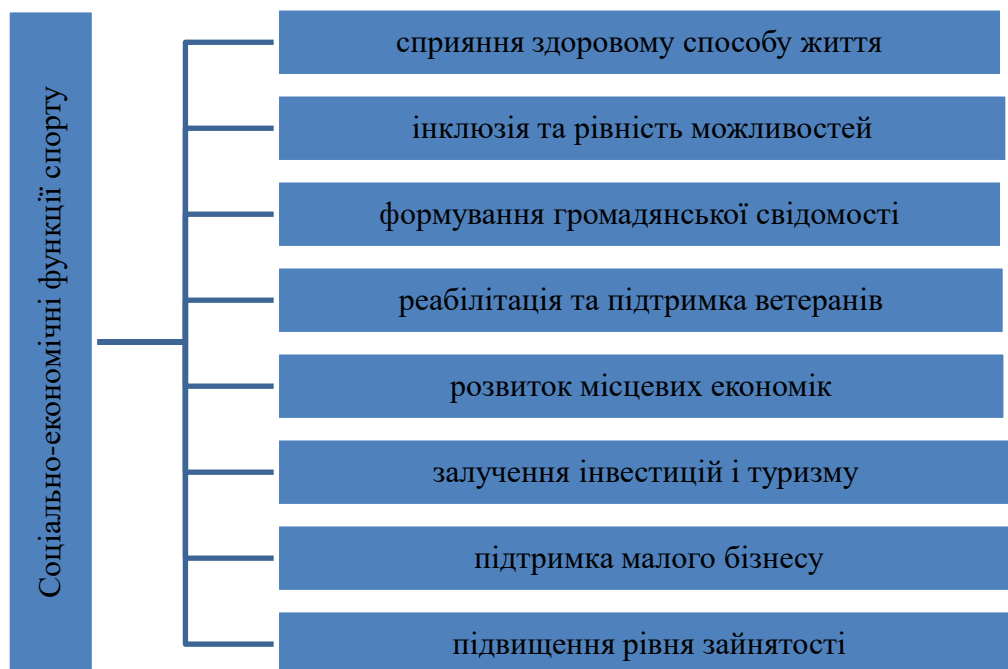 Соціально-економічні функції спорту
сприяння здоровому способу життя
інклюзія та рівність можливостей
формування громадянської свідомості
реабілітація та підтримка ветеранів
розвиток місцевих економік
залучення інвестицій і туризму
підтримка малого бізнесу
підвищення рівня зайнятості